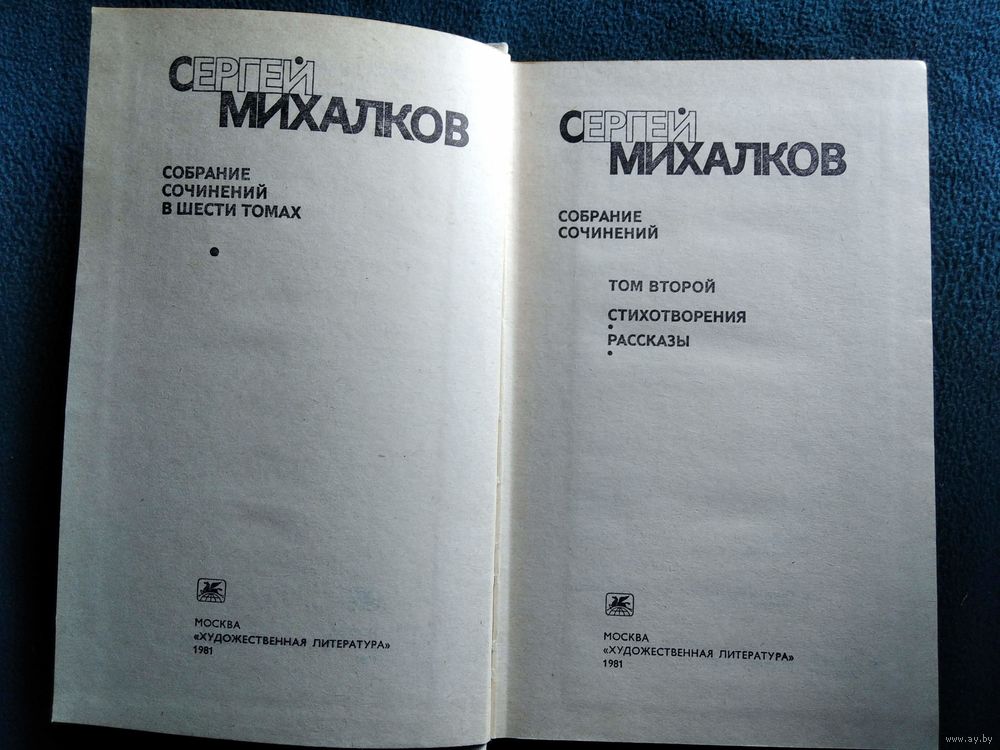 СЕРГЕЙ
МИХАЛКОВ
СОБРАНИЕ
СОЧИНЕНИЙ
В ШЕСТИ ТОМАХ
МОСКВА
«ХУДОЖЕСТВЕННАЯ ЛИТЕРАТУРА»
1981
СЕРГЕЙ
МИХАЛКОВ
СОБРАНИЕ
СОЧИНЕНИЙ
ТОМ ВТОРОЙ
СТИХОТВОРЕНИЯ
РАССКАЗЫ
МОСКВА
«ХУДОЖЕСТВЕННАЯ ЛИТЕРАТУРА»
1981
www.ay.by